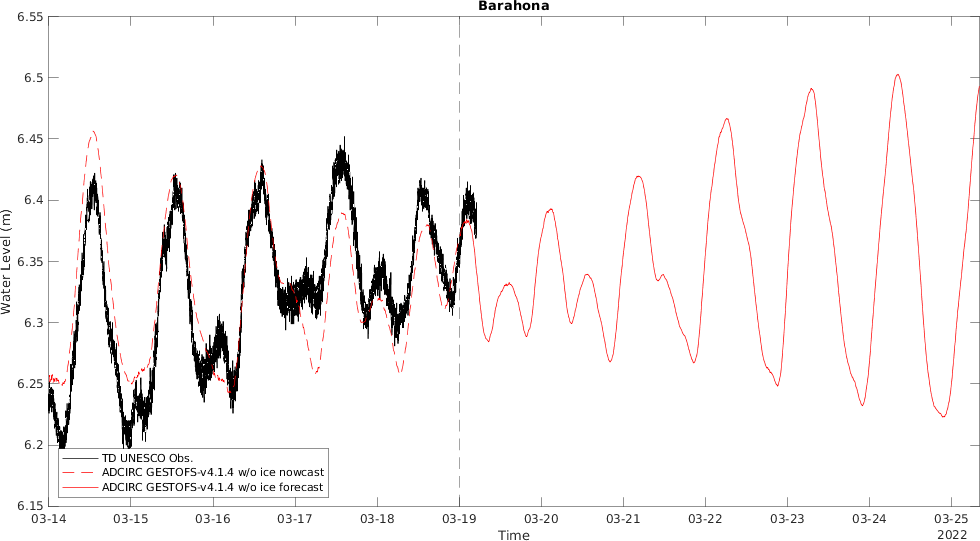 Barahona
6.55
6.5
6.45
6.4
6.35
6.3
6.25
6.2
6.15
Water Level (m)
TD UNESCO Obs.
ADCIRC GESTOFS-v4.1.4 w/o ice nowcast
ADCIRC GESTOFS-v4.1.4 w/o ice forecast
03-14 03-15 03-16 03-17 03-18 03-19 03-20 03-21 03-22 03-23 03-24 03-25
Time 2022